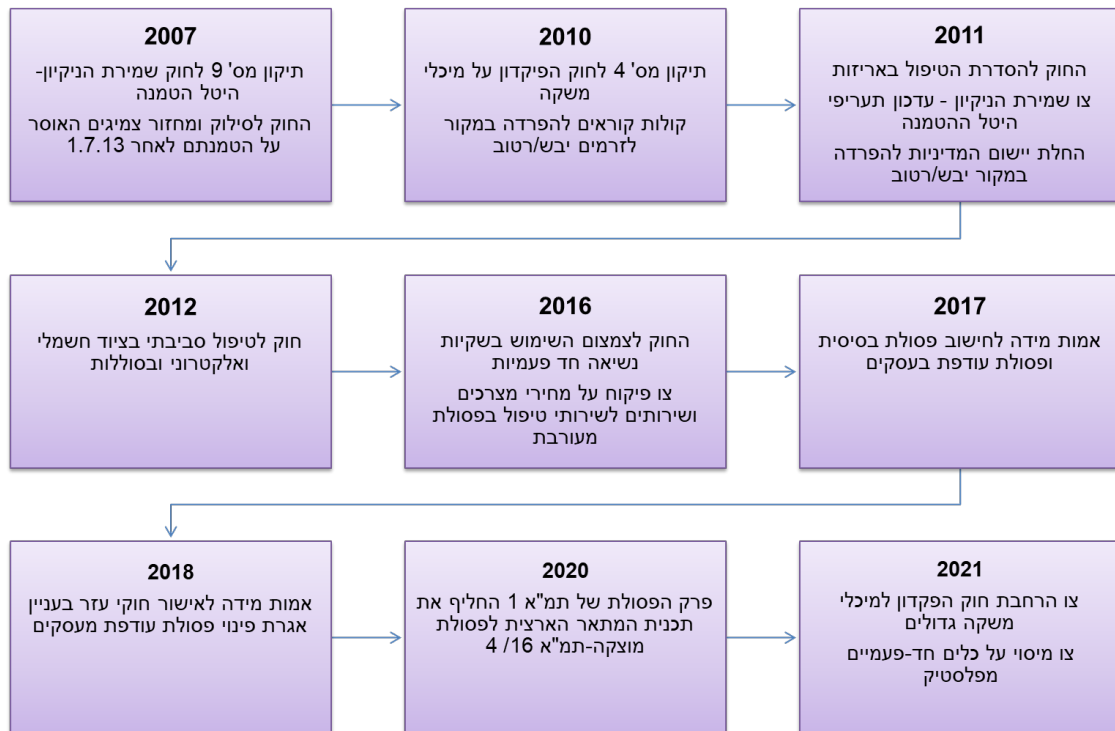 2007
תיקון מס' 9 לחוק שמירת הניקיון-
היטל הטמנה
החוק לסילוק ומחזור צמיגים האוסר
על הטמנתם לאחר 1.7.13
2010
תיקון מס' 4 לחוק הפיקדון על מיכלי
משקה
קולות קוראים להפרדה במקור
לזרמים יבש/רטוב
2011
החוק להסדרת הטיפול באריזות
צו שמירת הניקיון - עדכון תעריפי
היטל ההטמנה
החלת יישום המדיניות להפרדה
במקור יבש/רטוב
2012
חוק לטיפול סביבתי בציוד חשמלי
ואלקטרוני ובסוללות
2016
החוק לצמצום השימוש בשקיות
נשיאה חד פעמיות
צו פיקוח על מחירי מצרכים
ושירותים לשירותי טיפול בפסולת
מעורבת
2017
אמות מידה לחישוב פסולת בסיסית
ופסולת עודפת בעסקים
2018
אמות מידה לאישור חוקי עזר בעניין
אגרת פינוי פסולת עודפת מעסקים
2020
פרק הפסולת של תמ"א 1 החליף את
תכנית המתאר הארצית לפסולת
מוצקה-תמ"א 16/ 4
2021
צו הרחבת חוק הפקדון למיכלי
משקה גדולים
צו מיסוי על כלים חד-פעמיים
מפלסטיק